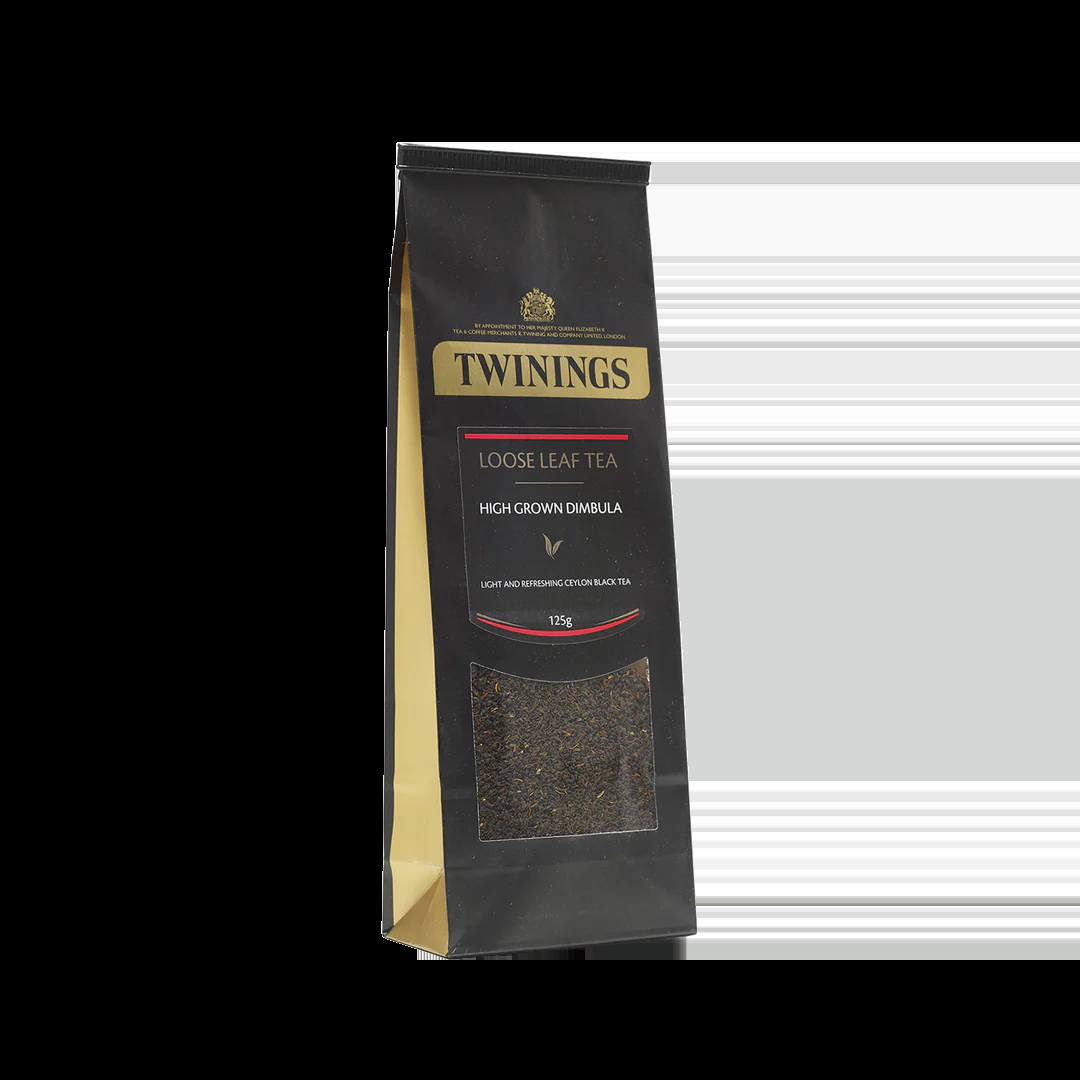 BY APPOINTMENT TO HER MAJESTY QUEEN ELIZABETH II
TEA & COFFEE MERCHANTS R. TWINING AND COMPANY LIMITED, LONDON
TWININGS
LOOSE LEAF TEA
HIGH GROWN DIMBULA
LIGHT AND REFRESHING CEYLON BLACK TEA
125g